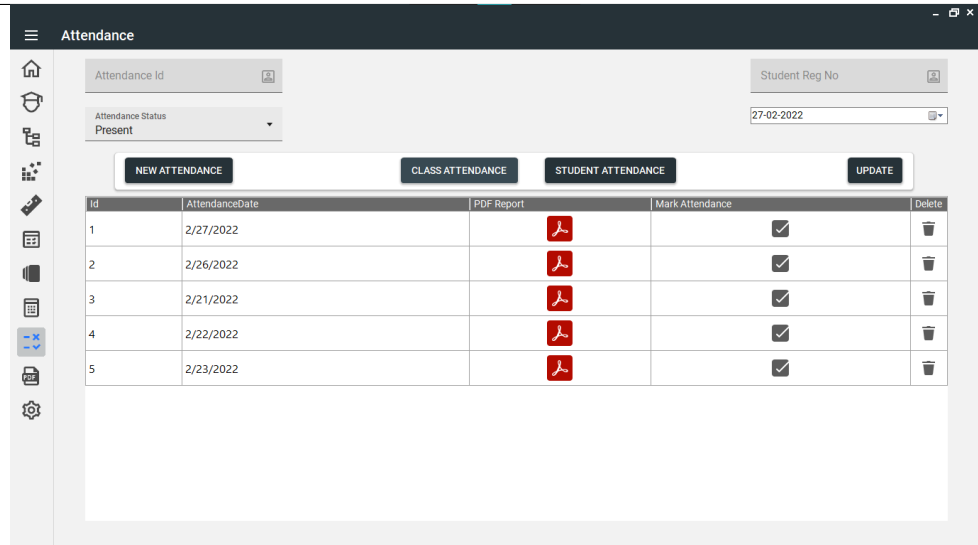 Attendance
Attendance Id
Student Reg No
Attendance Status
Present
27-02-2022
NEW ATTENDANCE CLASS ATTENDANCE STUDENT ATTENDANCE UPDATE
Id AttendanceDate PDF Report Mark Attendance Delete
1 2/27/2022
2 2/26/2022
3 2/21/2022
4 2/22/2022
5 2/23/2022
PDF